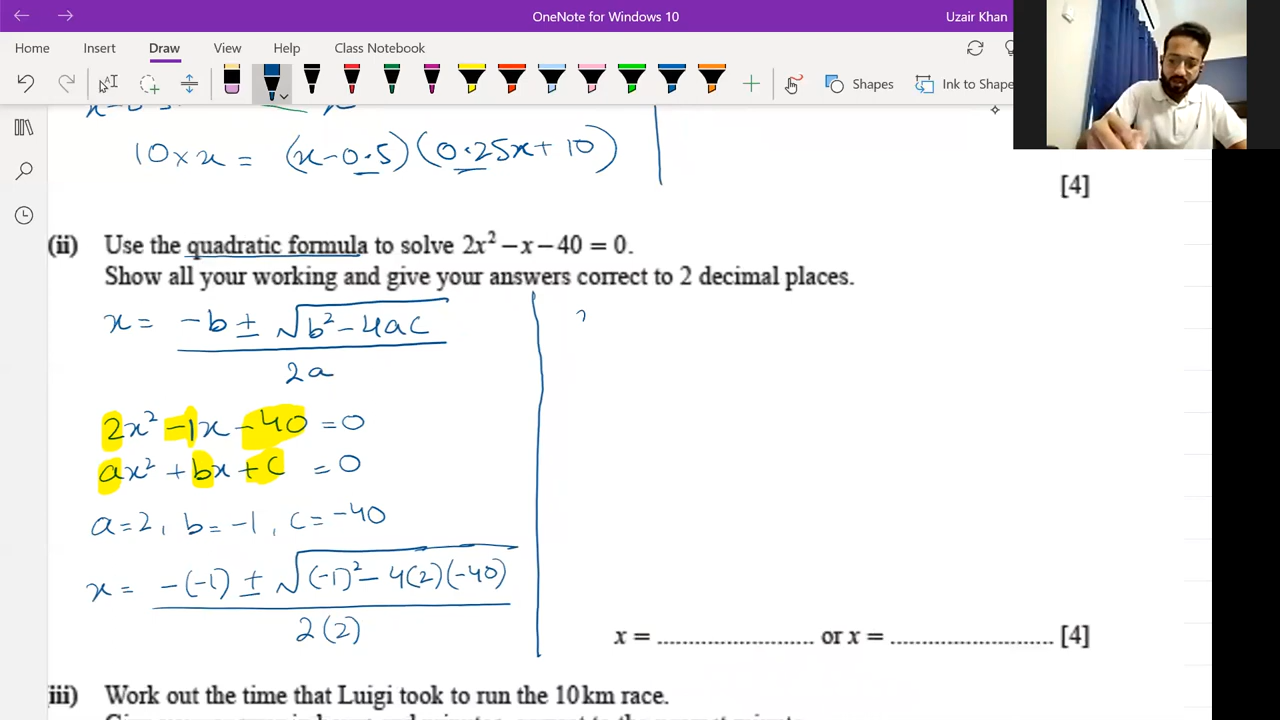 OneNote for Windows 10
Uzair Khan
Home Insert Draw View Help Class Notebook
Shapes
Ink to Shape
10 × x = (x-0.5)(0.25x+10)
[4]
(ii) Use the quadratic formula to solve 2x² – x – 40 = 0.
Show all your working and give your answers correct to 2 decimal places.
x = -b ± √b² - 4ac
2a
2x² -1x - 40 = 0
ax² + bx + c = 0
a = 2, b = -1, c = -40
x = -(-1) ± √(-1)² - 4(2)(-40)
2(2)
x = .......................... or x = ........................... [4]
iii) Work out the time that Luigi took to run the 10 km race.